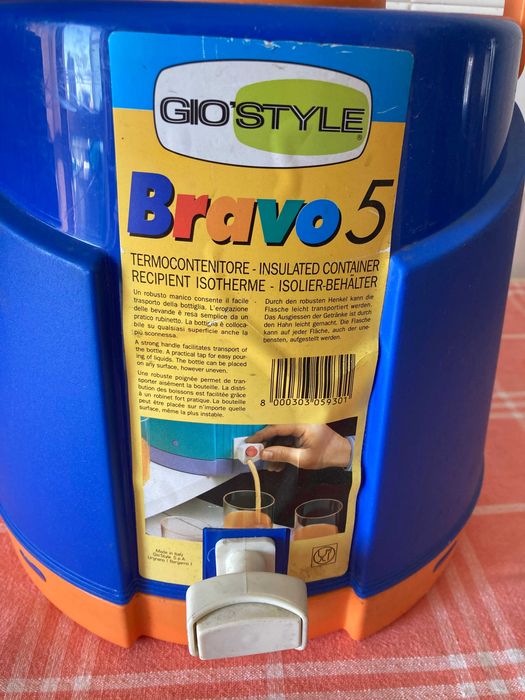 GIO'STYLE
Bravo 5
TERMOCONTENITORE - INSULATED CONTAINER
RECIPIENT ISOTHERME - ISOLIER-BEHÄLTER
Un robusto manico consente il facile
trasporto della bottiglia. L'erogazione
delle bevande è resa semplice da un
pratico rubinetto. La bottiglia è colloca-
bile su qualsiasi superficie anche la
più sconnessa.
A strong handle facilitates transport of
the bottle. A practical tap for easy pour-
ing of liquids. The bottle can be placed
on any surface, however uneven.
Une robuste poignée permet de tran-
sporter aisément la bouteille. La distri-
bution des boissons est facilitée grâce
à un robinet fort pratique. La bouteille
peut être placée sur n'importe quelle
surface, même la plus instable.
Durch den robusten Henkel kann die
Flasche leicht transportiert werden.
Das Ausgiessen der Getränke ist durch
den Hahn leicht gemacht. Die Flasche
kann auf jeder Fläche, auch der une-
bensten, aufgestellt werden.
8 000303 059301
Made in Italy
Gio'Style S.p.A.
Urgnano (Bergamo)